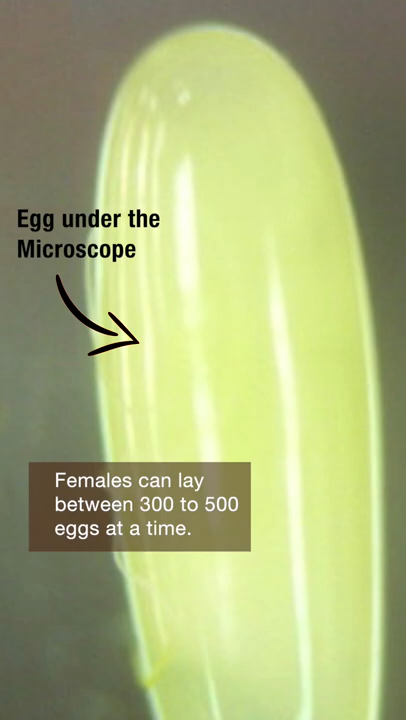 Egg under the
Microscope
Females can lay
between 300 to 500
eggs at a time.